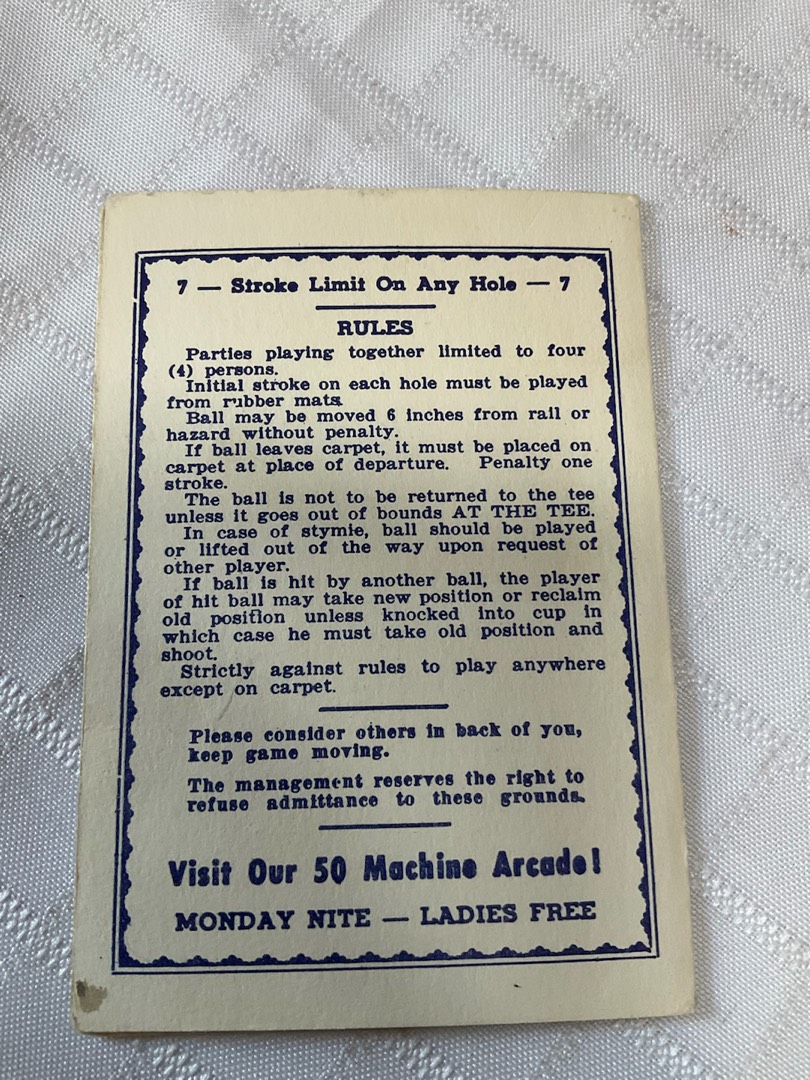 7 — Stroke Limit On Any Hole — 7
RULES
Parties playing together limited to four
(4) persons.
Initial stroke on each hole must be played
from rubber mats
Ball may be moved 6 inches from rail or
hazard without penalty.
If ball leaves carpet, it must be placed on
carpet at place of departure. Penalty one
stroke.
The ball is not to be returned to the tee
unless it goes out of bounds AT THE TEE.
In case of stymie, ball should be played
or lifted out of the way upon request of
other player.
If ball is hit by another ball, the player
of hit ball may take new position or reclaim
old position unless knocked into cup in
which case he must take old position and
shoot.
Strictly against rules to play anywhere
except on carpet.
Please consider others in back of you,
keep game moving.
The management reserves the right to
refuse admittance to these grounds.
Visit Our 50 Machine Arcade!
MONDAY NITE — LADIES FREE